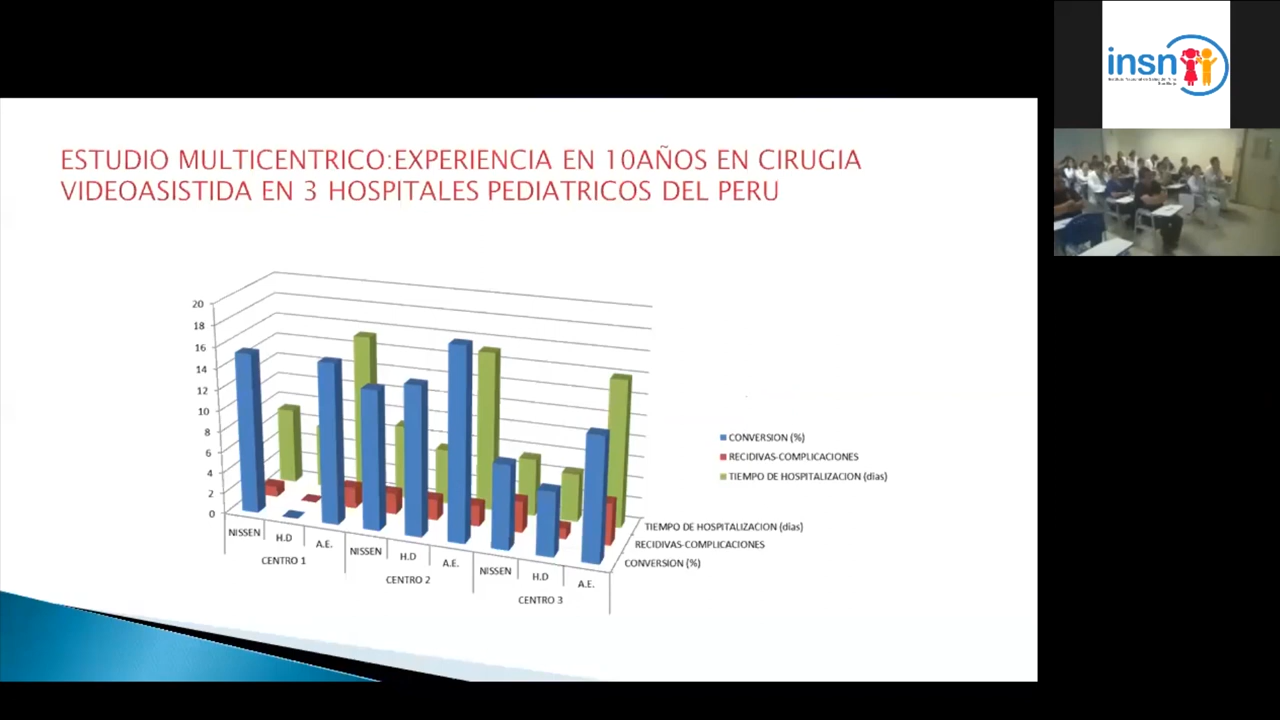 insn
ESTUDIO MULTICENTRICO:EXPERIENCIA EN 10AÑOS EN CIRUGIA
VIDEOASISTIDA EN 3 HOSPITALES PEDIATRICOS DEL PERU
20
18
16
14
12
10
8
6
4
2
0
NISSEN
H.D
A.E.
NISSEN
H.D
A.E.
NISSEN
H.D
A.E.
CENTRO 1
CENTRO 2
CENTRO 3
TIEMPO DE HOSPITALIZACION (dias)
RECIDIVAS-COMPLICACIONES
CONVERSION (%)
CONVERSION (%)
RECIDIVAS-COMPLICACIONES
TIEMPO DE HOSPITALIZACION (dias)